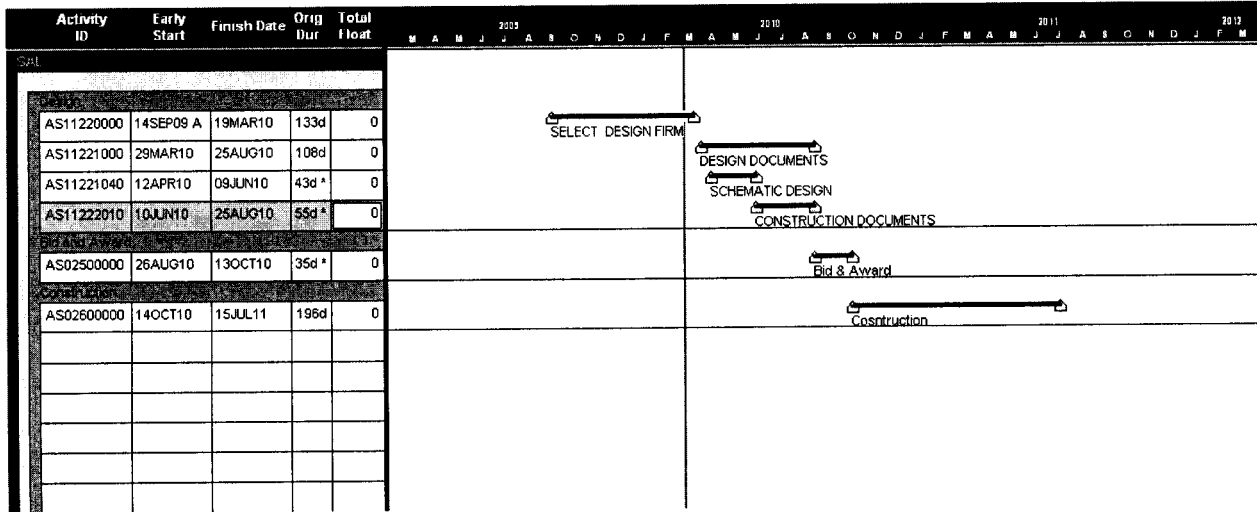 Activity ID Early Start Finish Date Orig Dur Total Float
2009 2010 2011 2012
M A M J J A S O N D J F M A M J J A S O N D J F M A M J J A S O N D J F M
SAL
Design
AS11220000 14SEP09 A 19MAR10 133d 0 SELECT DESIGN FIRM
AS11221000 29MAR10 25AUG10 108d 0 DESIGN DOCUMENTS
AS11221040 12APR10 09JUN10 43d * 0 SCHEMATIC DESIGN
AS11222010 10JUN10 25AUG10 55d * 0 CONSTRUCTION DOCUMENTS
Bid and Award
AS02500000 26AUG10 13OCT10 35d * 0 Bid & Award
Construction
AS02600000 14OCT10 15JUL11 196d 0 Cosntruction